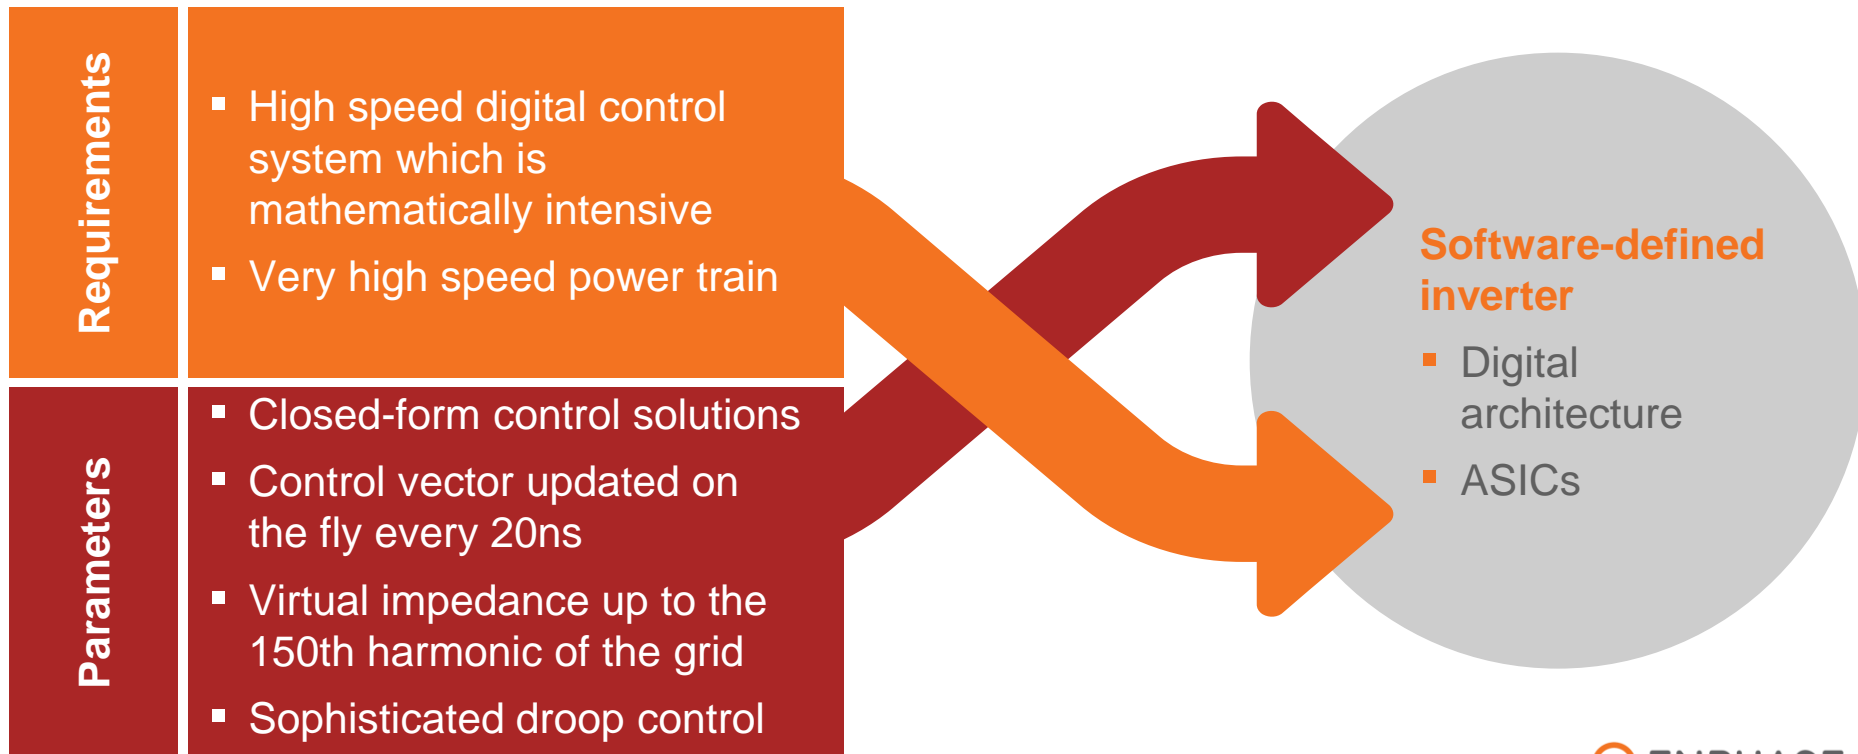 Requirements
▪ High speed digital control
system which is
mathematically intensive
▪ Very high speed power train
Parameters
▪ Closed-form control solutions
▪ Control vector updated on
the fly every 20ns
▪ Virtual impedance up to the
150th harmonic of the grid
▪ Sophisticated droop control
Software-defined
inverter
▪ Digital
architecture
▪ ASICs